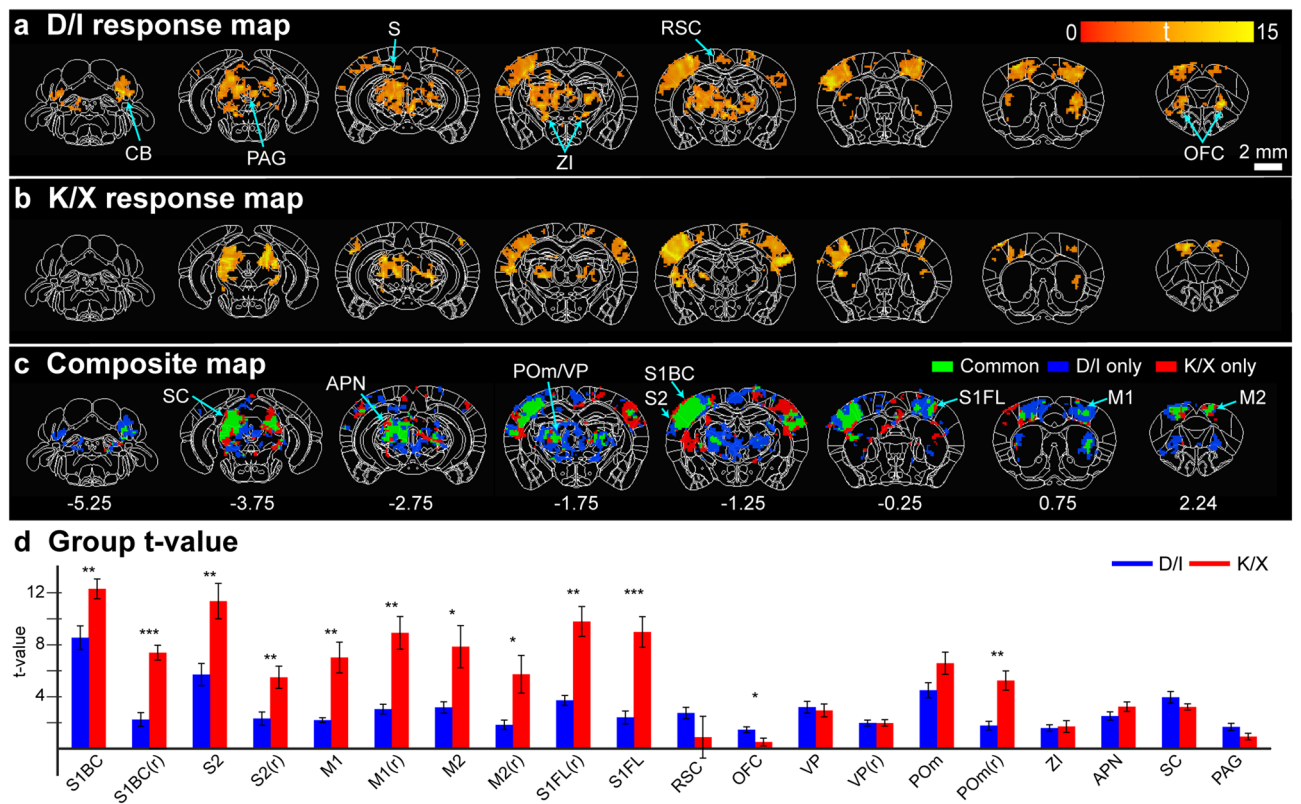 a D/I response map
S
RSC
0 t 15
CB
PAG
ZI
OFC
2 mm
b K/X response map
c Composite map
Common D/I only K/X only
SC
APN
POm/VP
S1BC
S2
S1FL
M1
M2
-5.25 -3.75 -2.75 -1.75 -1.25 -0.25 0.75 2.24
d Group t-value
D/I K/X
t-value
12
8
4
** *** ** ** ** ** * * ** *** * **
S1BC S1BC(r) S2 S2(r) M1 M1(r) M2 M2(r) S1FL(r) S1FL RSC OFC VP VP(r) POm POm(r) ZI APN SC PAG